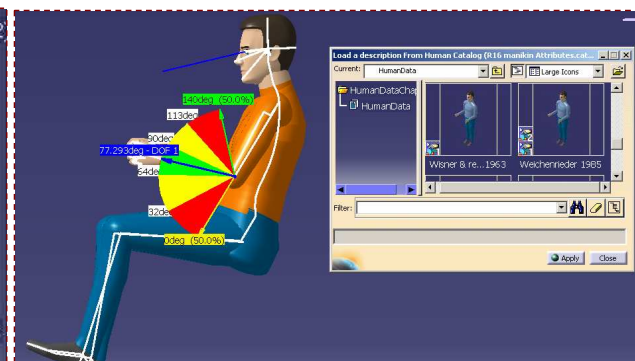 Load a description From Human Catalog (R16 manikin Attributes.cat...
Current: HumanData
Large Icons
HumanDataChap
HumanData
Wisner & re...1963
Weichenrieder 1985
Filter:
Apply
Close
140deg (50.0%)
113deg
90deg
77.293deg - DOF 1
64deg
32deg
0deg (50.0%)